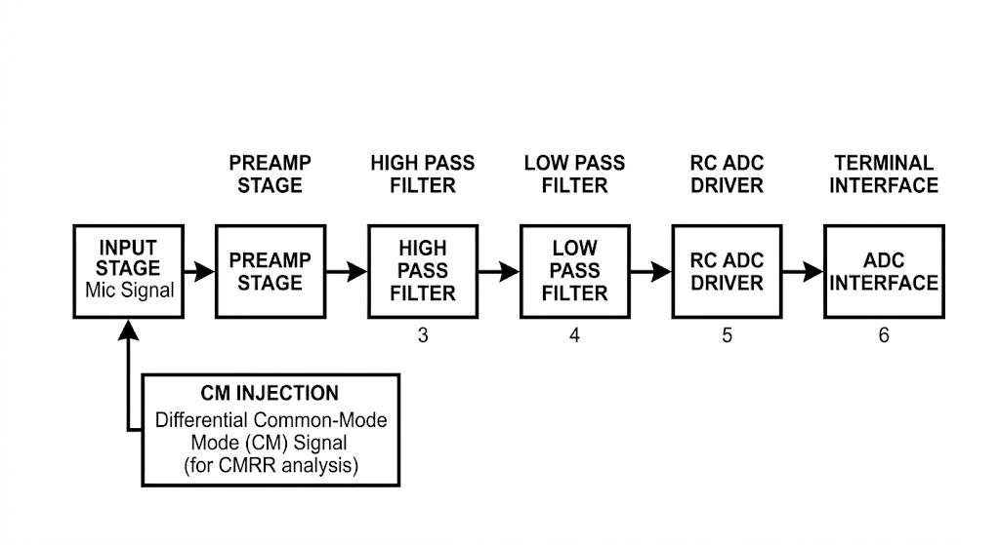 PREAMP
STAGE
HIGH PASS
FILTER
LOW PASS
FILTER
RC ADC
DRIVER
TERMINAL
INTERFACE
INPUT
STAGE
Mic Signal
PREAMP
STAGE
HIGH
PASS
FILTER
LOW
PASS
FILTER
RC ADC
DRIVER
ADC
INTERFACE
3
4
5
6
CM INJECTION
Differential Common-Mode
Mode (CM) Signal
(for CMRR analysis)